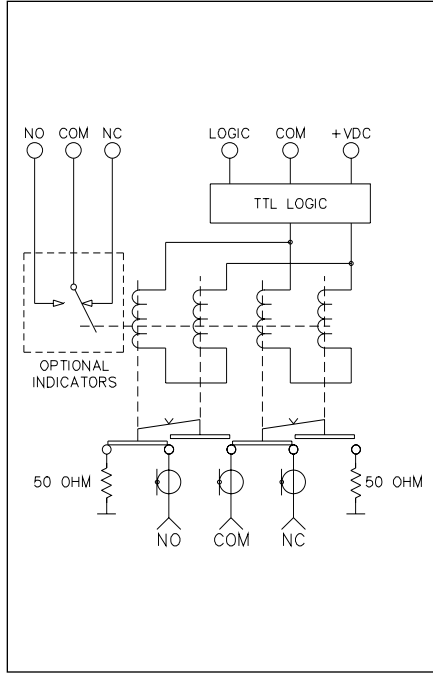 NO COM NC LOGIC COM +VDC
TTL LOGIC
OPTIONAL
INDICATORS
50 OHM 50 OHM
NO COM NC